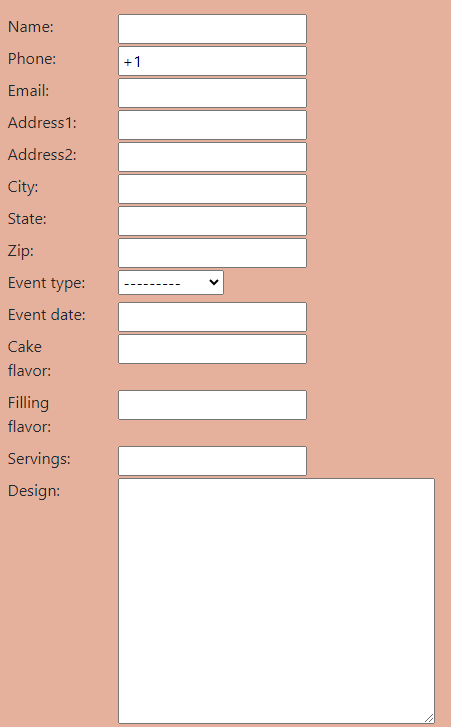 Name:
Phone: +1
Email:
Address1:
Address2:
City:
State:
Zip:
Event type: ---------
Event date:
Cake
flavor:
Filling
flavor:
Servings:
Design: